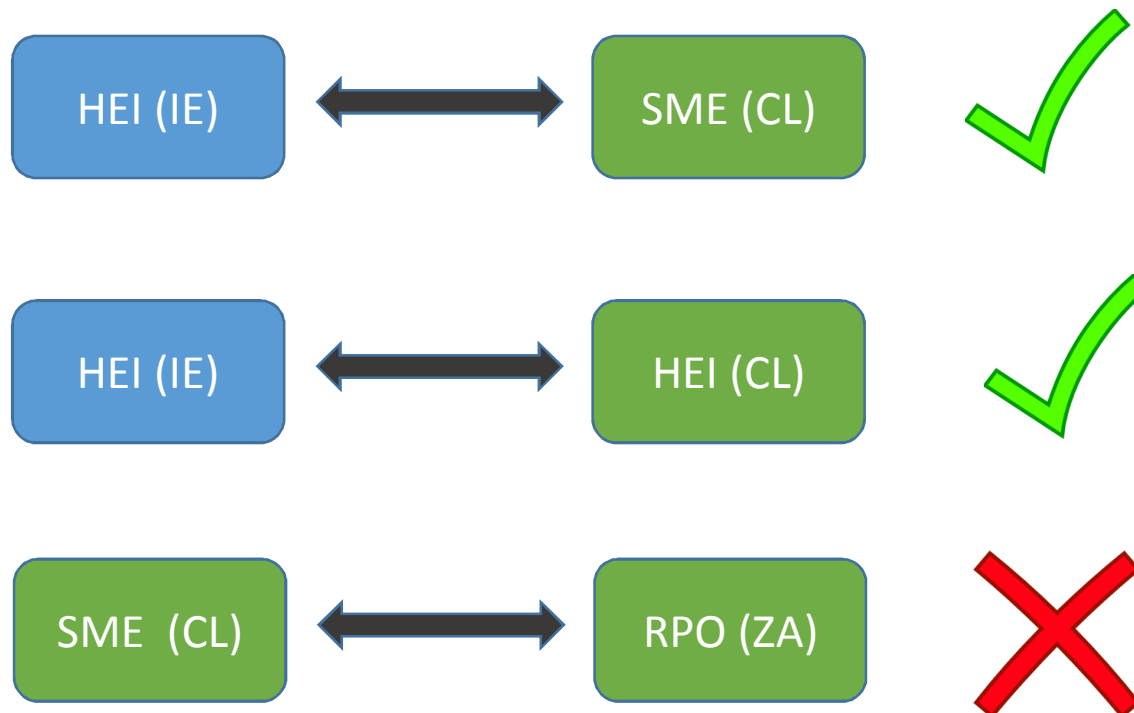 HEI (IE)
SME (CL)
HEI (IE)
HEI (CL)
SME (CL)
RPO (ZA)